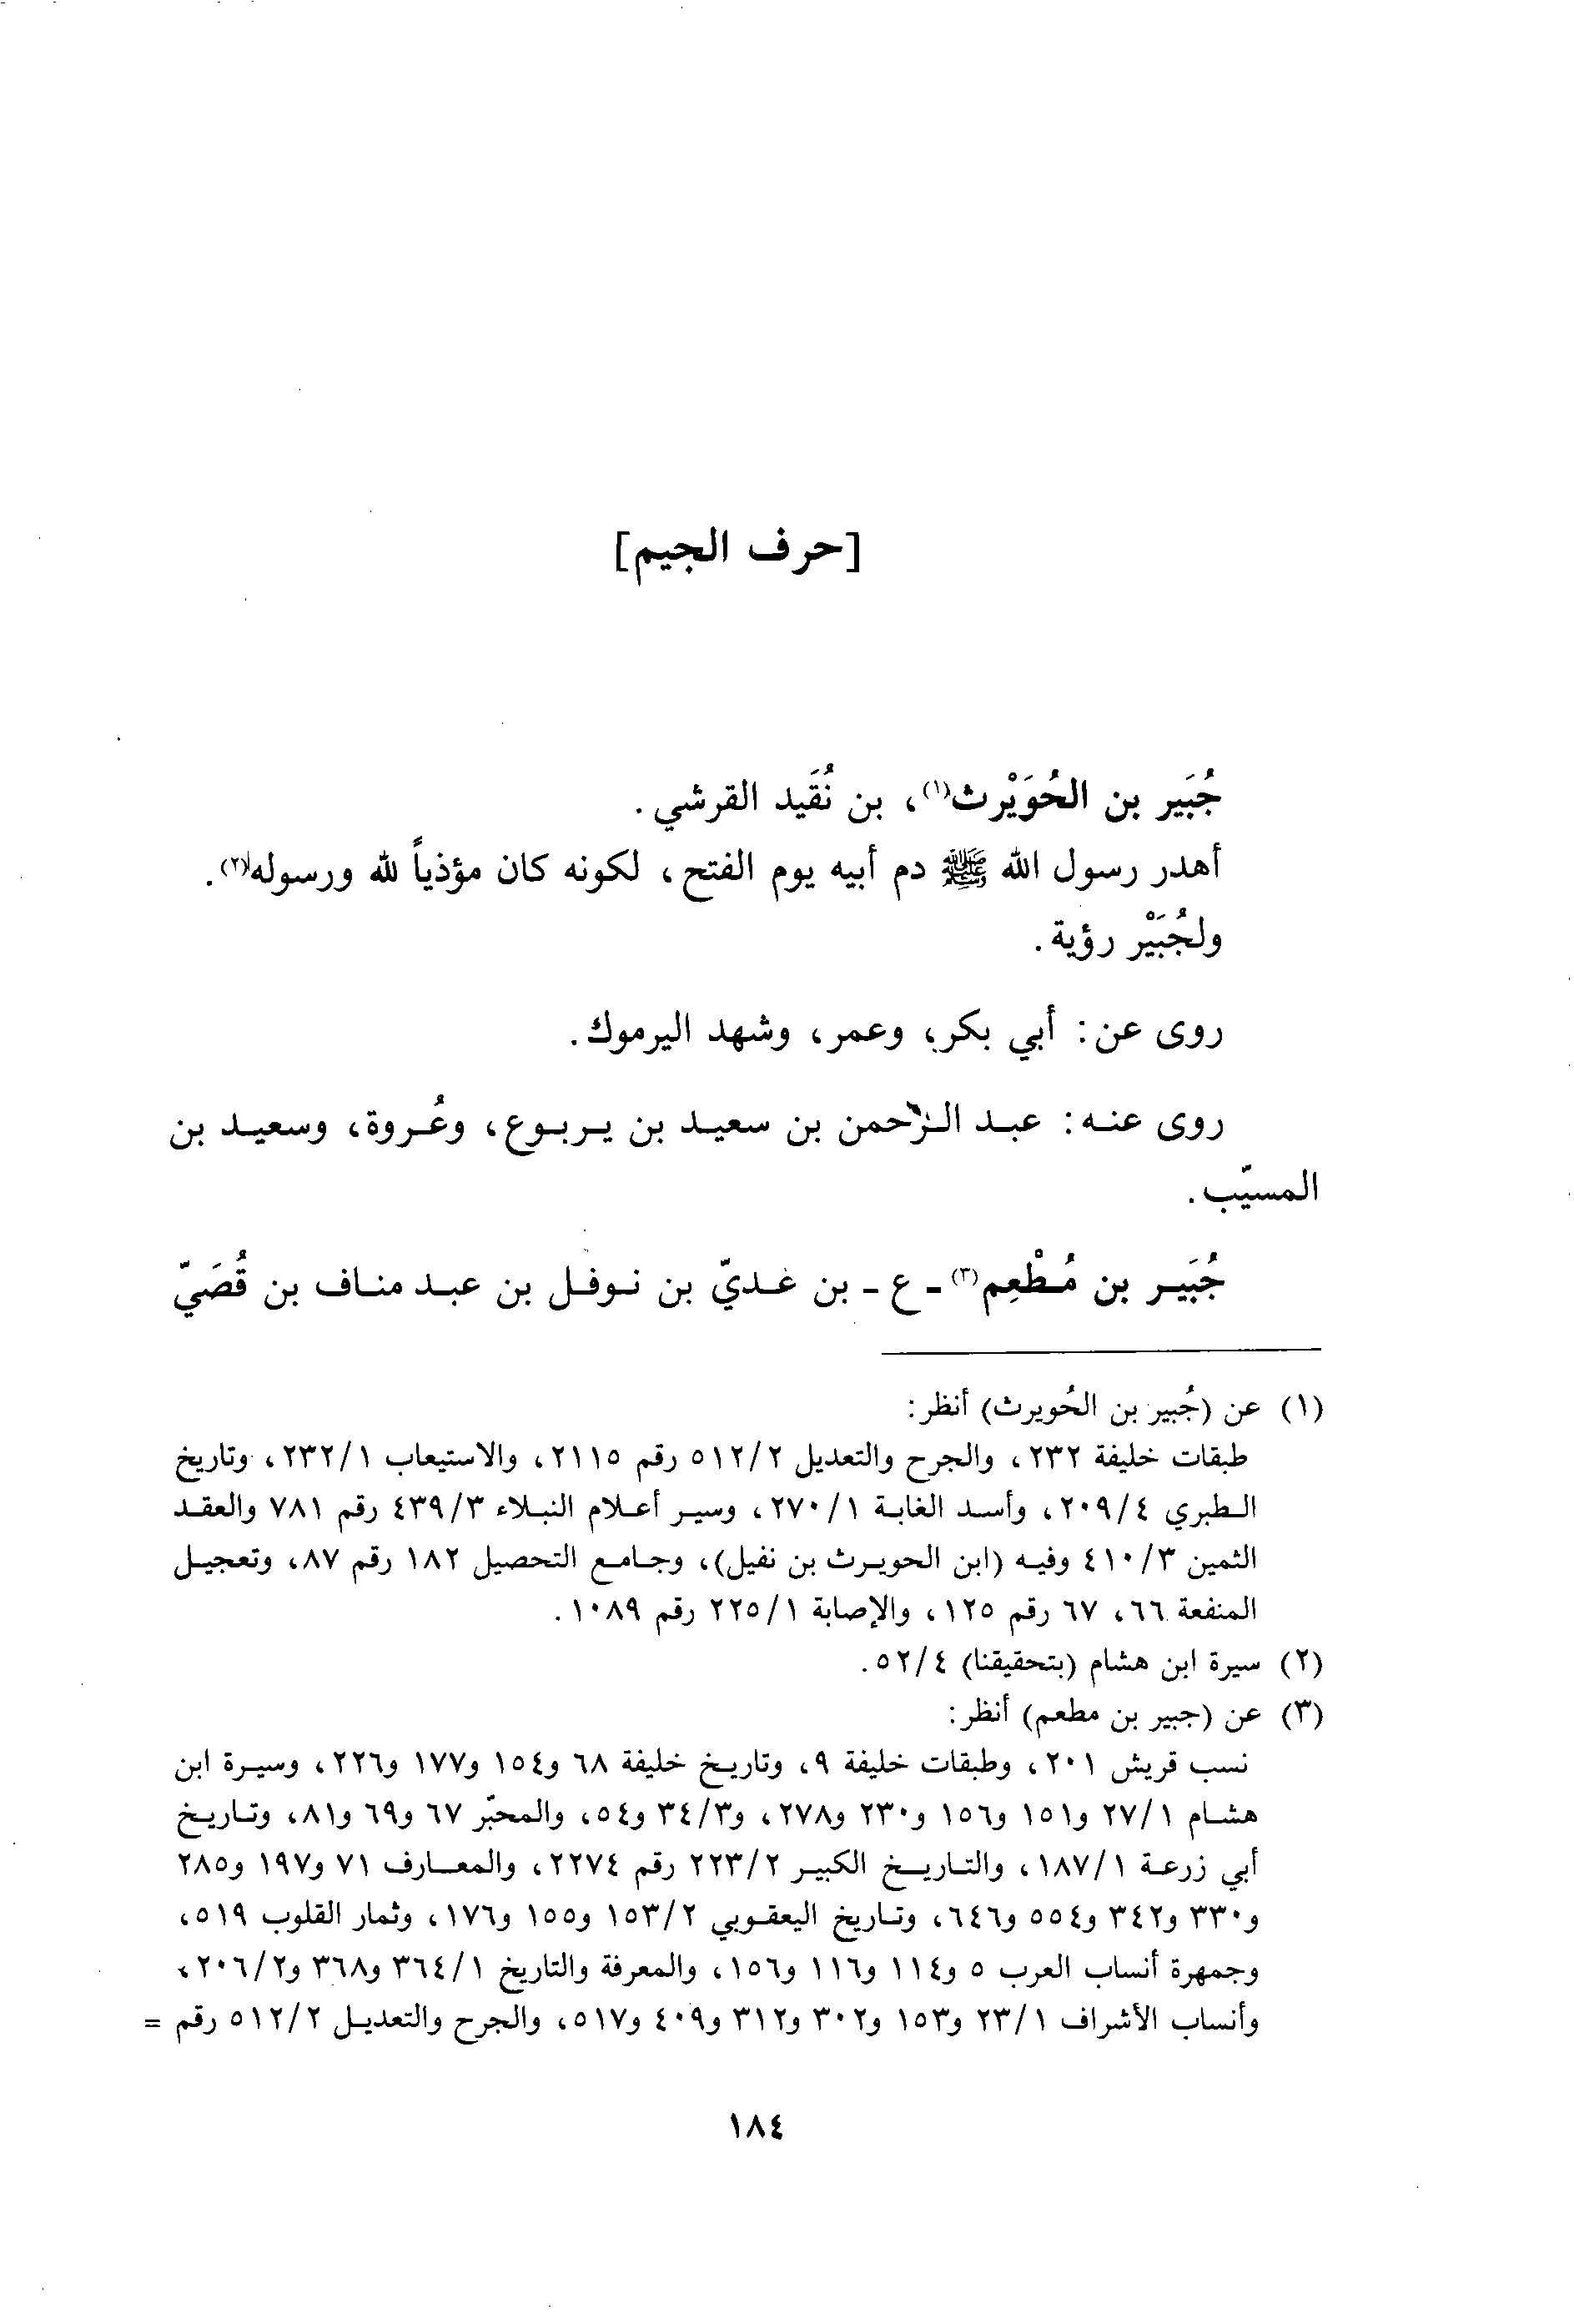 [حرف الجيم]
جُبَير بن الحُوَيْرث(١)، بن نُقَيد القرشي.
أهدر رسول الله ﷺ دم أبيه يوم الفتح، لكونه كان مؤذياً لله ورسوله(٢).
ولجُبَيْر رؤية.
روى عن: أبي بكر، وعمر، وشهد اليرموك.
روى عنه: عبد الرّحمن بن سعيد بن يربوع، وعُروة، وسعيد بن
المسيّب.
جُبَير بن مُطْعِم(٣) - ع - بن عديّ بن نوفل بن عبد مناف بن قُصَيّ
(١) عن (جُبير بن الحُويرث) أنظر:
طبقات خليفة ٢٣٢، والجرح والتعديل ٥١٢/٢ رقم ٢١١٥، والاستيعاب ٢٣٢/١، وتاريخ
الطبري ٢٠٩/٤، وأسد الغابة ٢٧٠/١، وسير أعلام النبلاء ٤٣٩/٣ رقم ٧٨١ والعقد
الثمين ٤١٠/٣ وفيه (ابن الحويرث بن نفيل)، وجامع التحصيل ١٨٢ رقم ٨٧، وتعجيل
المنفعة ٦٦، ٦٧ رقم ١٢٥، والإصابة ٢٢٥/١ رقم ١٠٨٩.
(٢) سيرة ابن هشام (بتحقيقنا) ٥٢/٤.
(٣) عن (جبير بن مطعم) أنظر:
نسب قريش ٢٠١، وطبقات خليفة ٩، وتاريخ خليفة ٦٨ و١٥٤ و١٧٧ و٢٢٦، وسيرة ابن
هشام ٢٧/١ و١٥١ و١٥٦ و٢٣٠ و٢٧٨، و٣٤/٣ و٥٤، والمحبّر ٦٧ و٦٩ و٨١، وتاريخ
أبي زرعة ١٨٧/١، والتاريخ الكبير ٢٢٣/٢ رقم ٢٢٧٤، والمعارف ٧١ و١٩٧ و٢٨٥
و٣٣٠ و٣٤٢ و٥٥٤ و٦٤٦، وتاريخ اليعقوبي ١٥٣/٢ و١٥٥ و١٧٦، وثمار القلوب ٥١٩،
وجمهرة أنساب العرب ٥ و١١٤ و١١٦ و١٥٦، والمعرفة والتاريخ ٣٦٤/١ و٣٦٨ و٢٠٦/٢،
وأنساب الأشراف ٢٣/١ و١٥٣ و٣٠٢ و٣١٢ و٤٠٩ و٥١٧، والجرح والتعديل ٥١٢/٢ رقم =
١٨٤